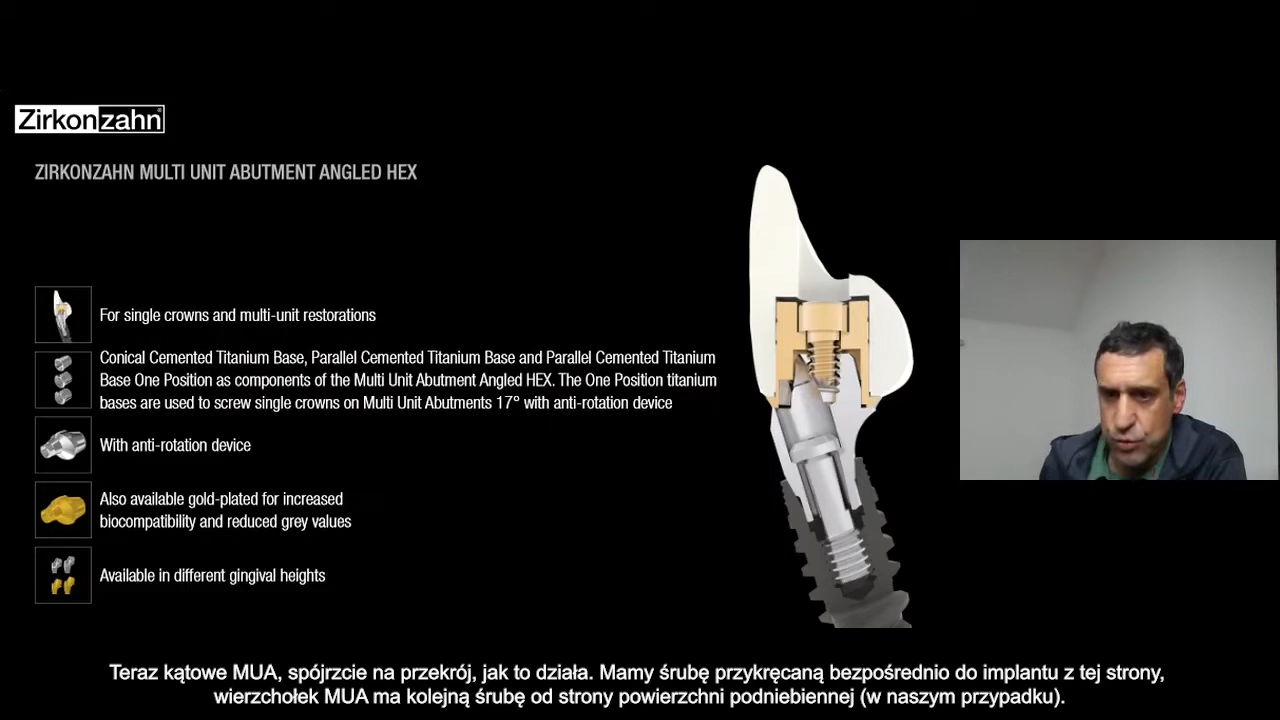 Zirkonzahn®
ZIRKONZAHN MULTI UNIT ABUTMENT ANGLED HEX
For single crowns and multi-unit restorations
Conical Cemented Titanium Base, Parallel Cemented Titanium Base and Parallel Cemented Titanium
Base One Position as components of the Multi Unit Abutment Angled HEX. The One Position titanium
bases are used to screw single crowns on Multi Unit Abutments 17° with anti-rotation device
With anti-rotation device
Also available gold-plated for increased
biocompatibility and reduced grey values
Available in different gingival heights
Teraz kątowe MUA, spójrzcie na przekrój, jak to działa. Mamy śrubę przykręcaną bezpośrednio do implantu z tej strony,
wierzchołek MUA ma kolejną śrubę od strony powierzchni podniebiennej (w naszym przypadku).